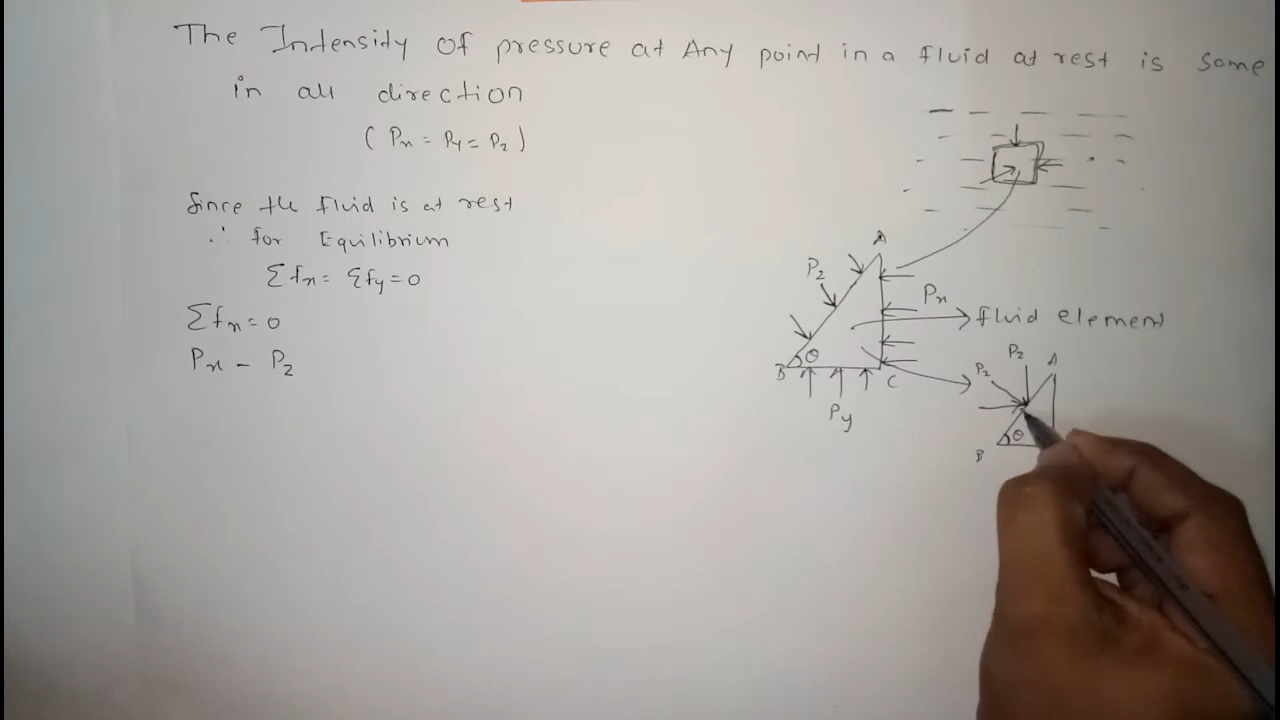 The Intensity of pressure at Any point in a fluid at rest is same
in all direction
( Px = Py = Pz )
Since the fluid is at rest
∴ for Equilibrium
Σfx = Σfy = 0
Σfx = 0
Px - Pz
A
Pz
Px
fluid element
θ
B
C
Py
Pz
Pz
A
θ
B